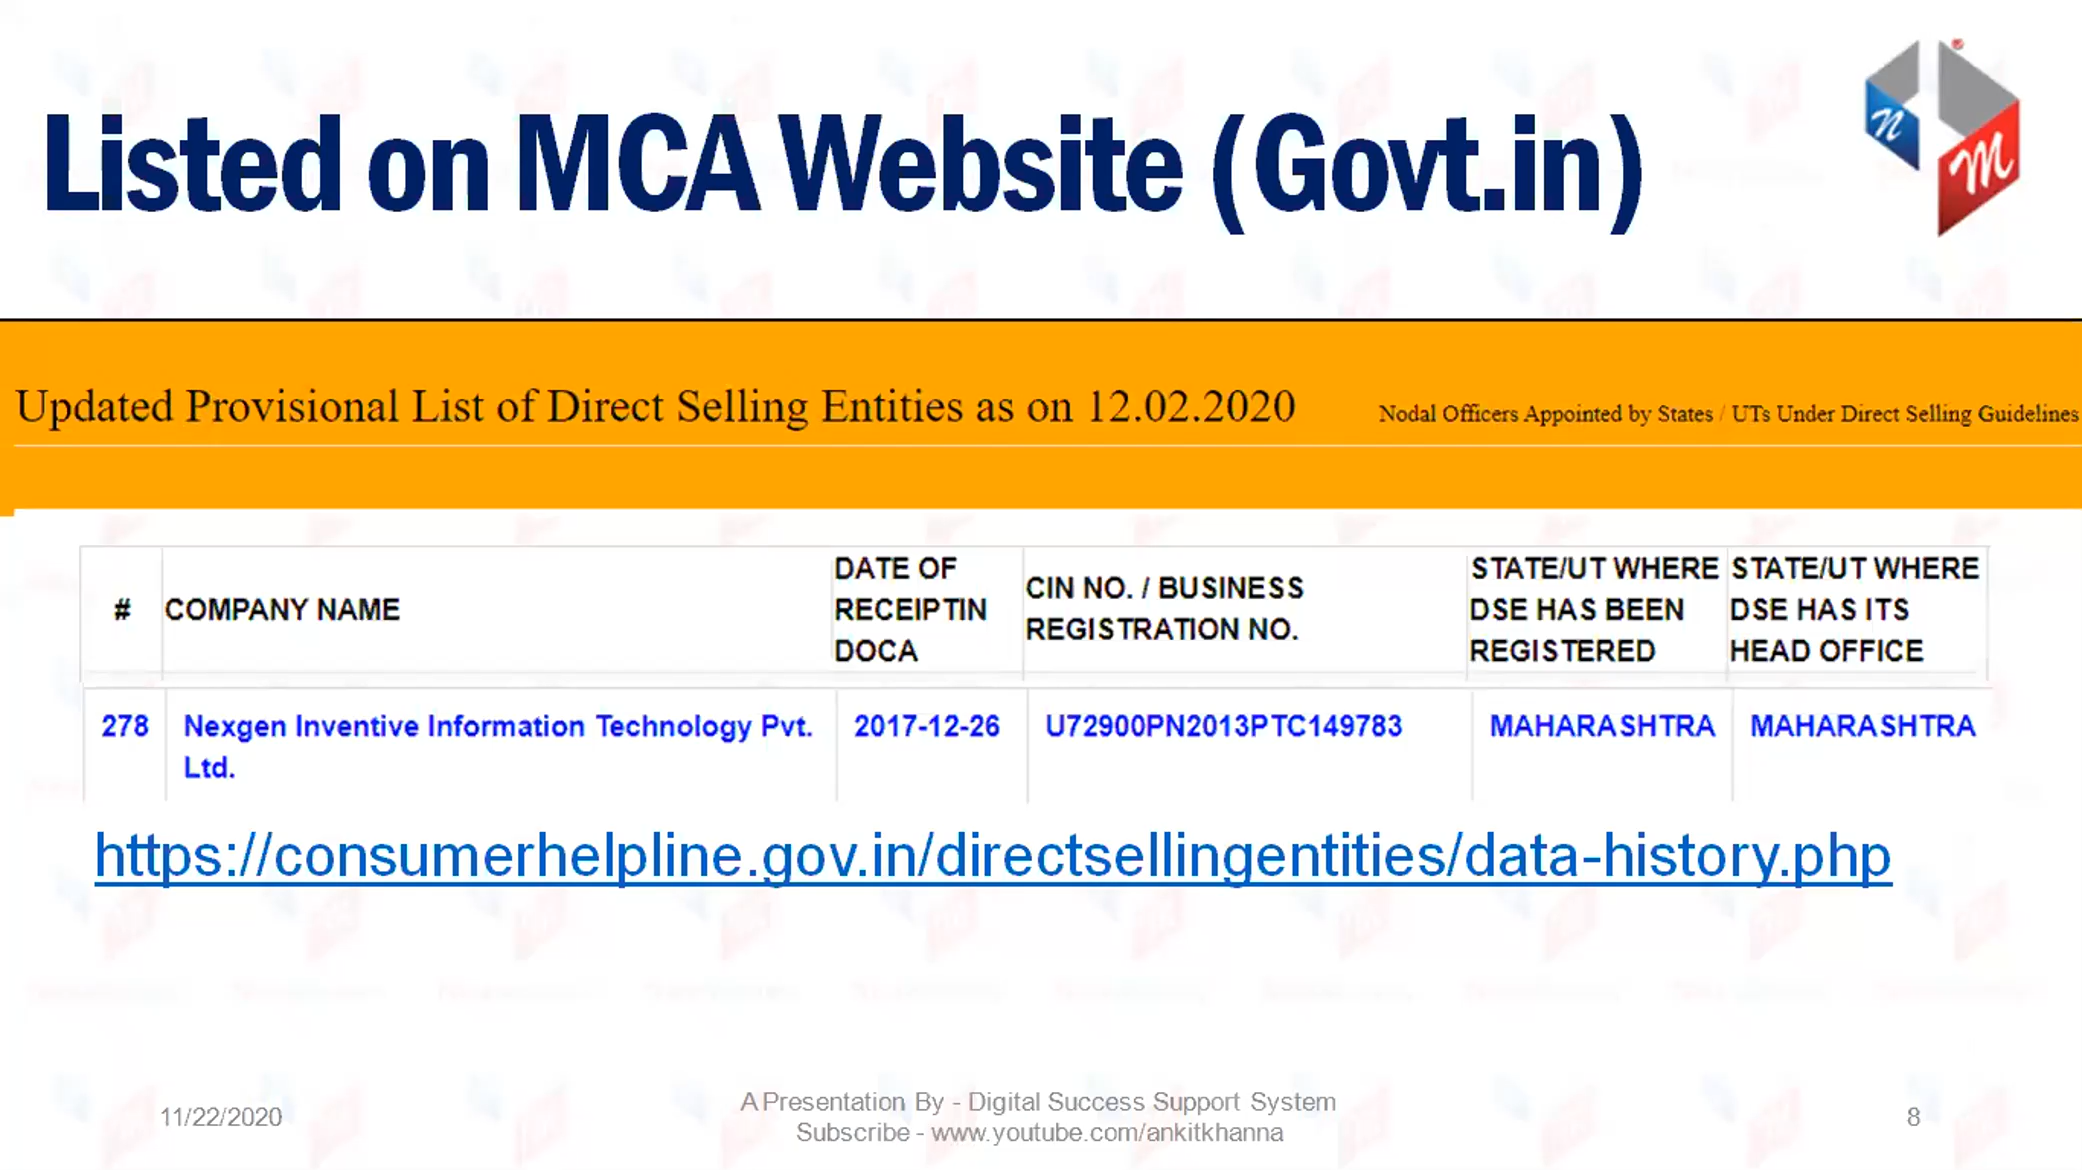 Listed on MCA Website (Govt.in)
n
M
Updated Provisional List of Direct Selling Entities as on 12.02.2020
Nodal Officers Appointed by States / UTs Under Direct Selling Guidelines
#
COMPANY NAME
DATE OF
RECEIPTIN
DOCA
CIN NO. / BUSINESS
REGISTRATION NO.
STATE/UT WHERE
DSE HAS BEEN
REGISTERED
STATE/UT WHERE
DSE HAS ITS
HEAD OFFICE
278
Nexgen Inventive Information Technology Pvt.
Ltd.
2017-12-26
U72900PN2013PTC149783
MAHARASHTRA
MAHARASHTRA
https://consumerhelpline.gov.in/directsellingentities/data-history.php
11/22/2020
A Presentation By - Digital Success Support System
Subscribe - www.youtube.com/ankitkhanna
8